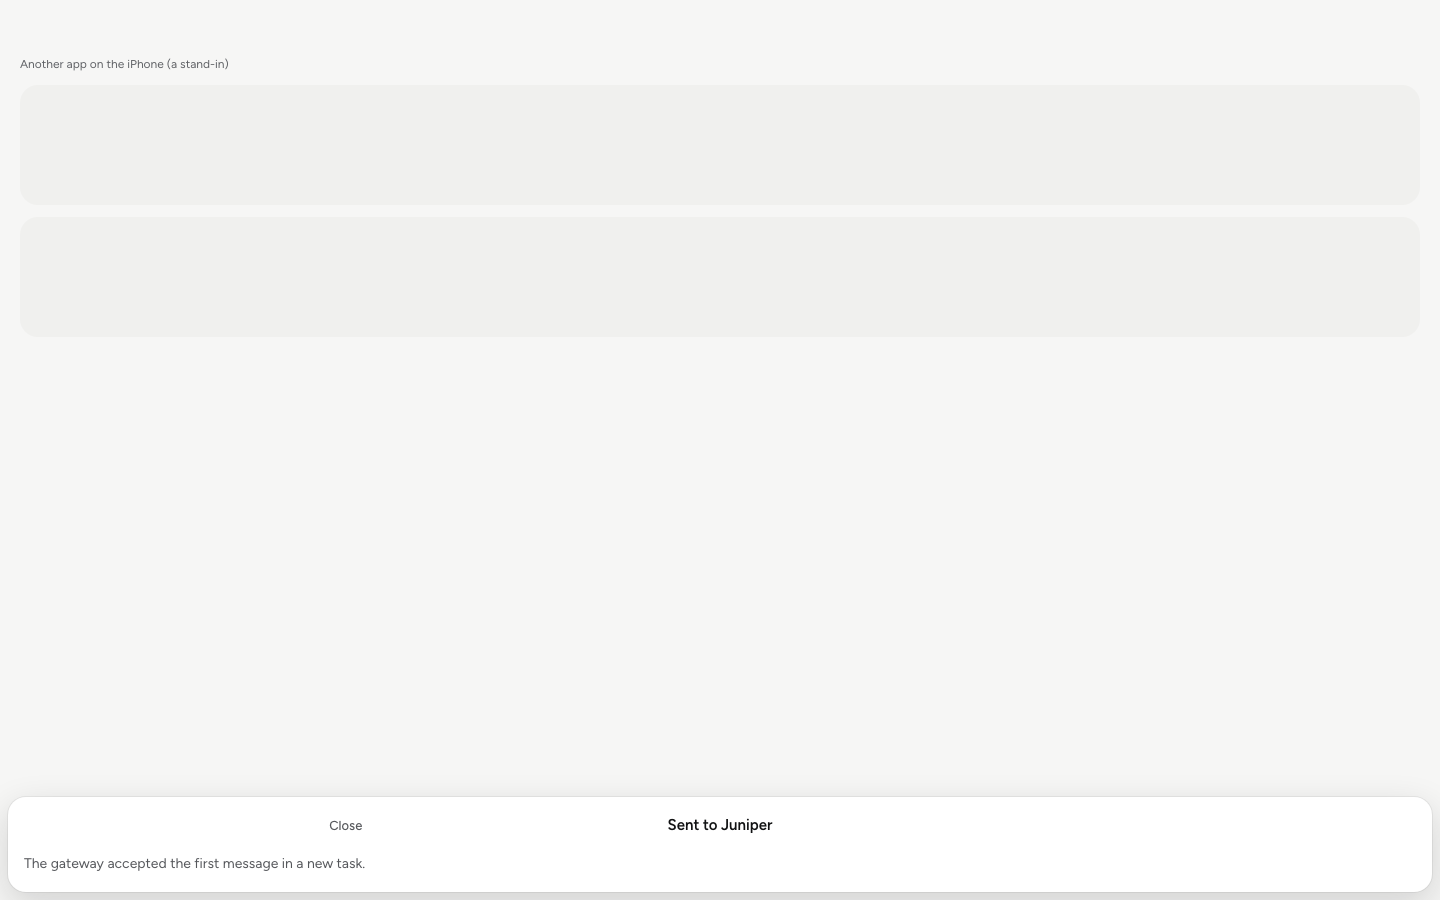 Another app on the iPhone (a stand-in)
Close
Sent to Juniper
The gateway accepted the first message in a new task.